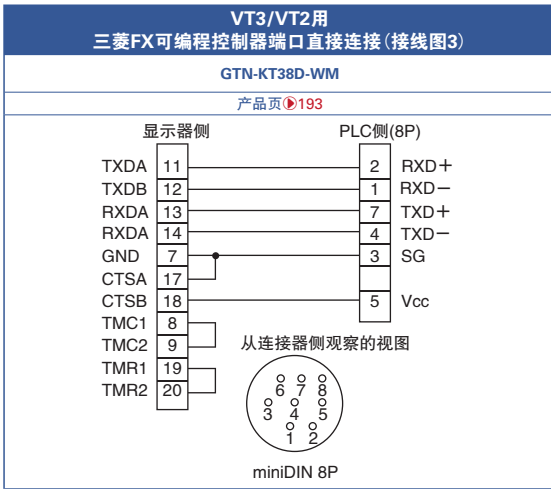 VT3/VT2用
三菱FX可编程控制器端口直接连接(接线图3)
GTN-KT38D-WM
产品页193
显示器侧 PLC侧(8P)
TXDA 11 2 RXD+
TXDB 12 1 RXD-
RXDA 13 7 TXD+
RXDA 14 4 TXD-
GND 7 3 SG
CTSA 17
CTSB 18 5 Vcc
TMC1 8
TMC2 9
TMR1 19
TMR2 20
从连接器侧观察的视图
6 7 8
3 4 5
1 2
miniDIN 8P